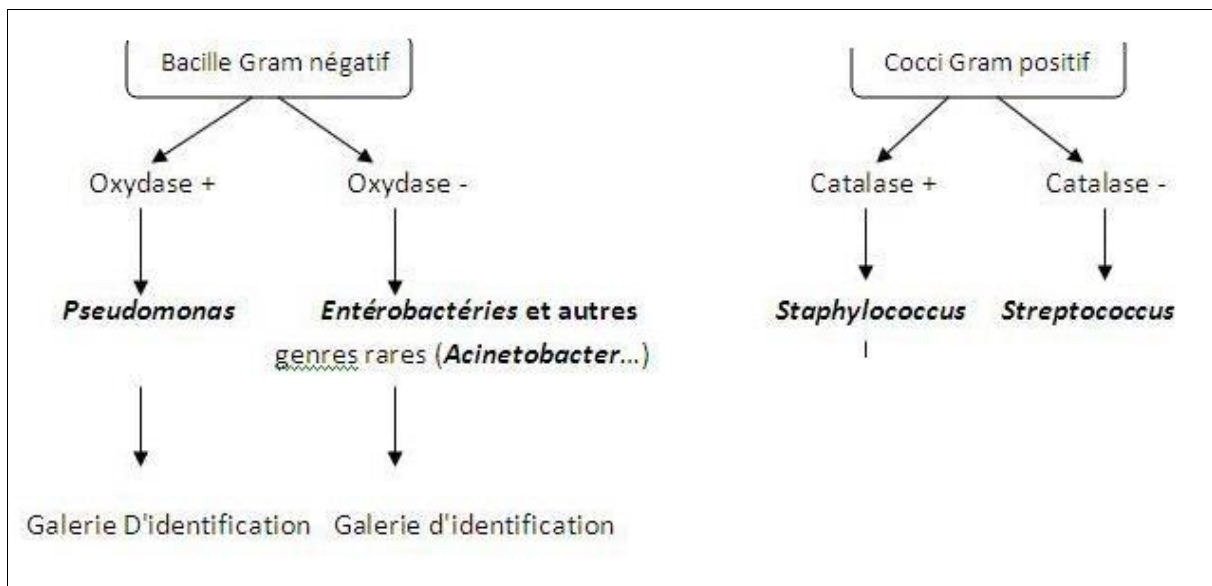 Bacille Gram négatif
Cocci Gram positif
Oxydase +
Oxydase -
Catalase +
Catalase -
Pseudomonas
Entérobactéries et autres
Staphylococcus
Streptococcus
genres rares (Acinetobacter...)
Galerie D'identification
Galerie d'identification